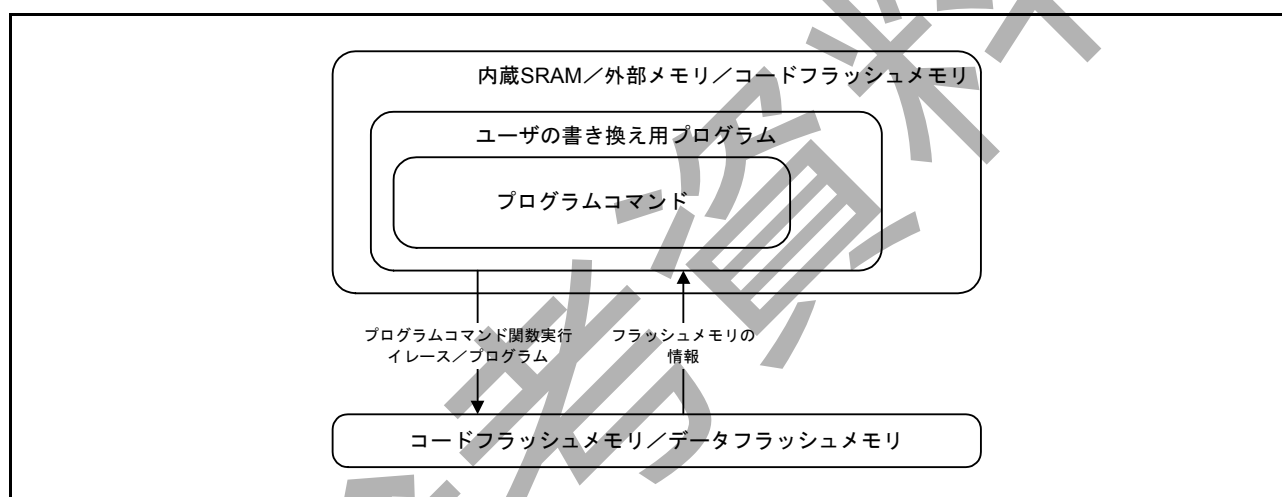 内蔵SRAM／外部メモリ／コードフラッシュメモリ
ユーザの書き換え用プログラム
プログラムコマンド
プログラムコマンド関数実行
イレース／プログラム
フラッシュメモリの
情報
コードフラッシュメモリ／データフラッシュメモリ
考資料